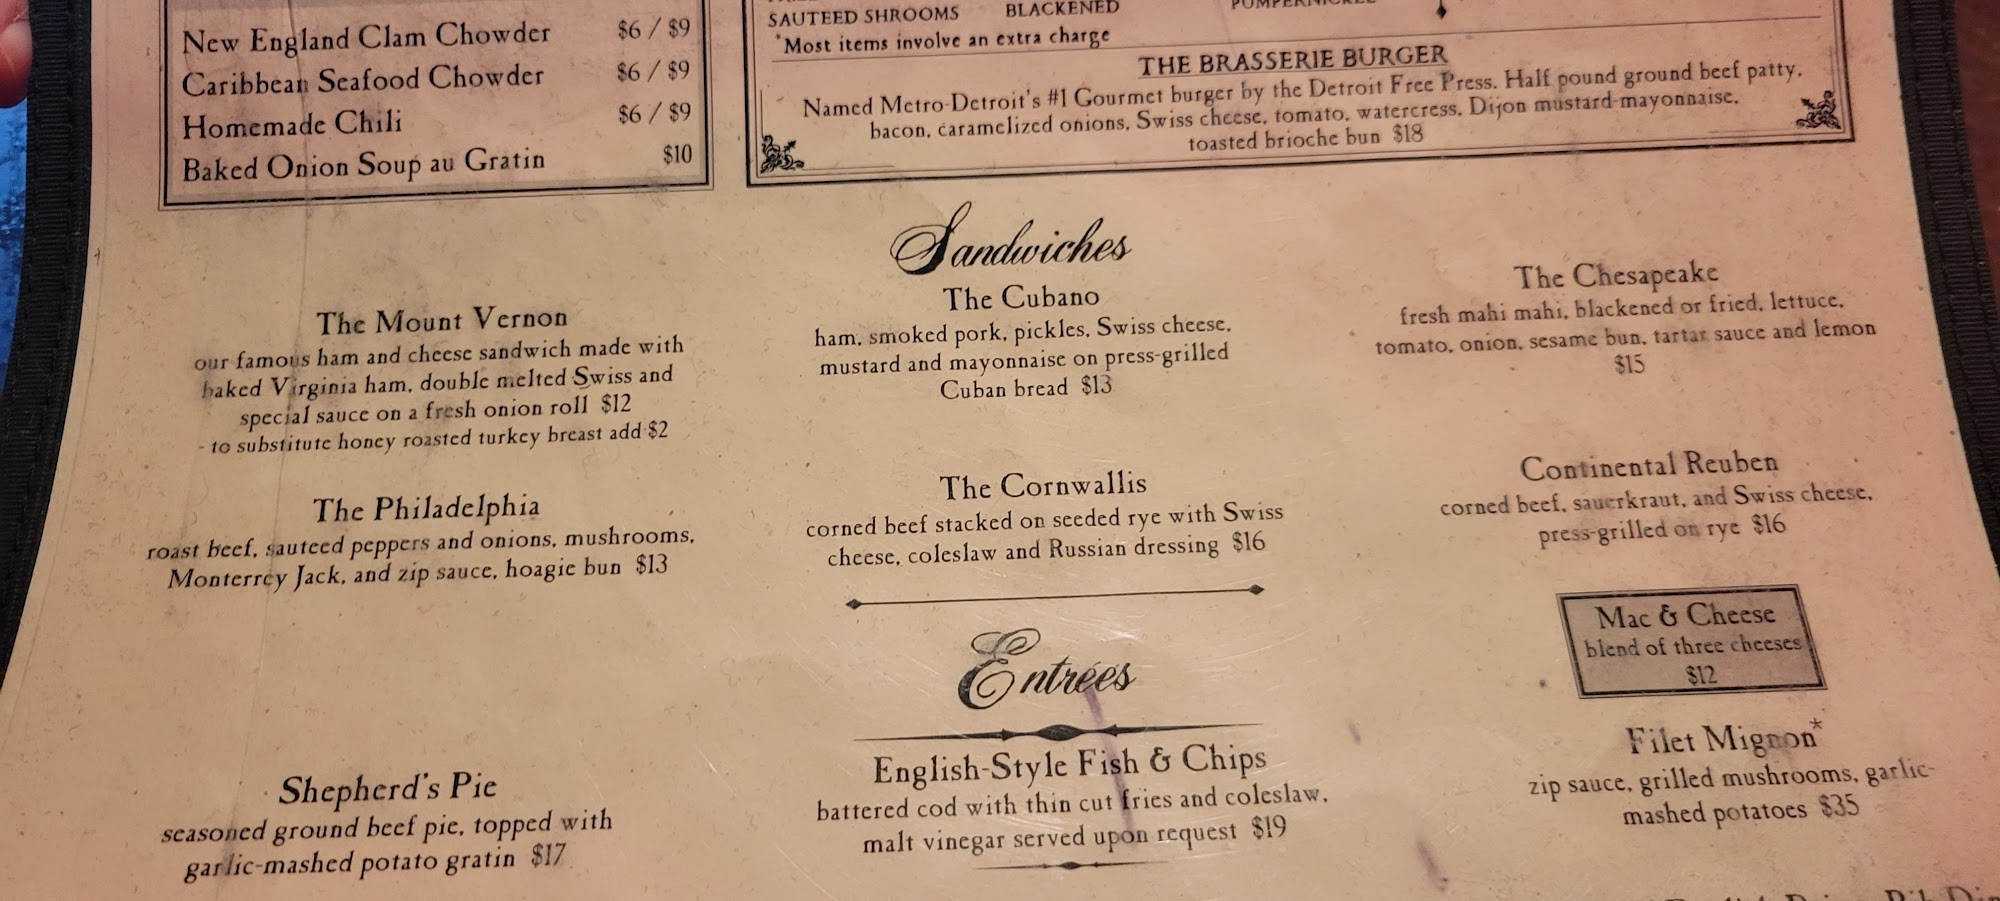 New England Clam Chowder $6 / $9
Caribbean Seafood Chowder $6 / $9
Homemade Chili $6 / $9
Baked Onion Soup au Gratin $10
SAUTEED SHROOMS BLACKENED
*Most items involve an extra charge
THE BRASSERIE BURGER
Named Metro-Detroit's #1 Gourmet burger by the Detroit Free Press. Half pound ground beef patty,
bacon, caramelized onions, Swiss cheese, tomato, watercress, Dijon mustard-mayonnaise,
toasted brioche bun $18
Sandwiches
The Mount Vernon
our famous ham and cheese sandwich made with
baked Virginia ham, double melted Swiss and
special sauce on a fresh onion roll $12
- to substitute honey roasted turkey breast add $2
The Cubano
ham, smoked pork, pickles, Swiss cheese,
mustard and mayonnaise on press-grilled
Cuban bread $13
The Chesapeake
fresh mahi mahi, blackened or fried, lettuce,
tomato, onion, sesame bun, tartar sauce and lemon
$15
The Philadelphia
roast beef, sauteed peppers and onions, mushrooms,
Monterrey Jack, and zip sauce, hoagie bun $13
The Cornwallis
corned beef stacked on seeded rye with Swiss
cheese, coleslaw and Russian dressing $16
Continental Reuben
corned beef, sauerkraut, and Swiss cheese,
press-grilled on rye $16
Mac & Cheese
blend of three cheeses
$12
Entrées
Shepherd's Pie
seasoned ground beef pie, topped with
garlic-mashed potato gratin $17
English-Style Fish & Chips
battered cod with thin cut fries and coleslaw,
malt vinegar served upon request $19
Filet Mignon*
zip sauce, grilled mushrooms, garlic-
mashed potatoes $35